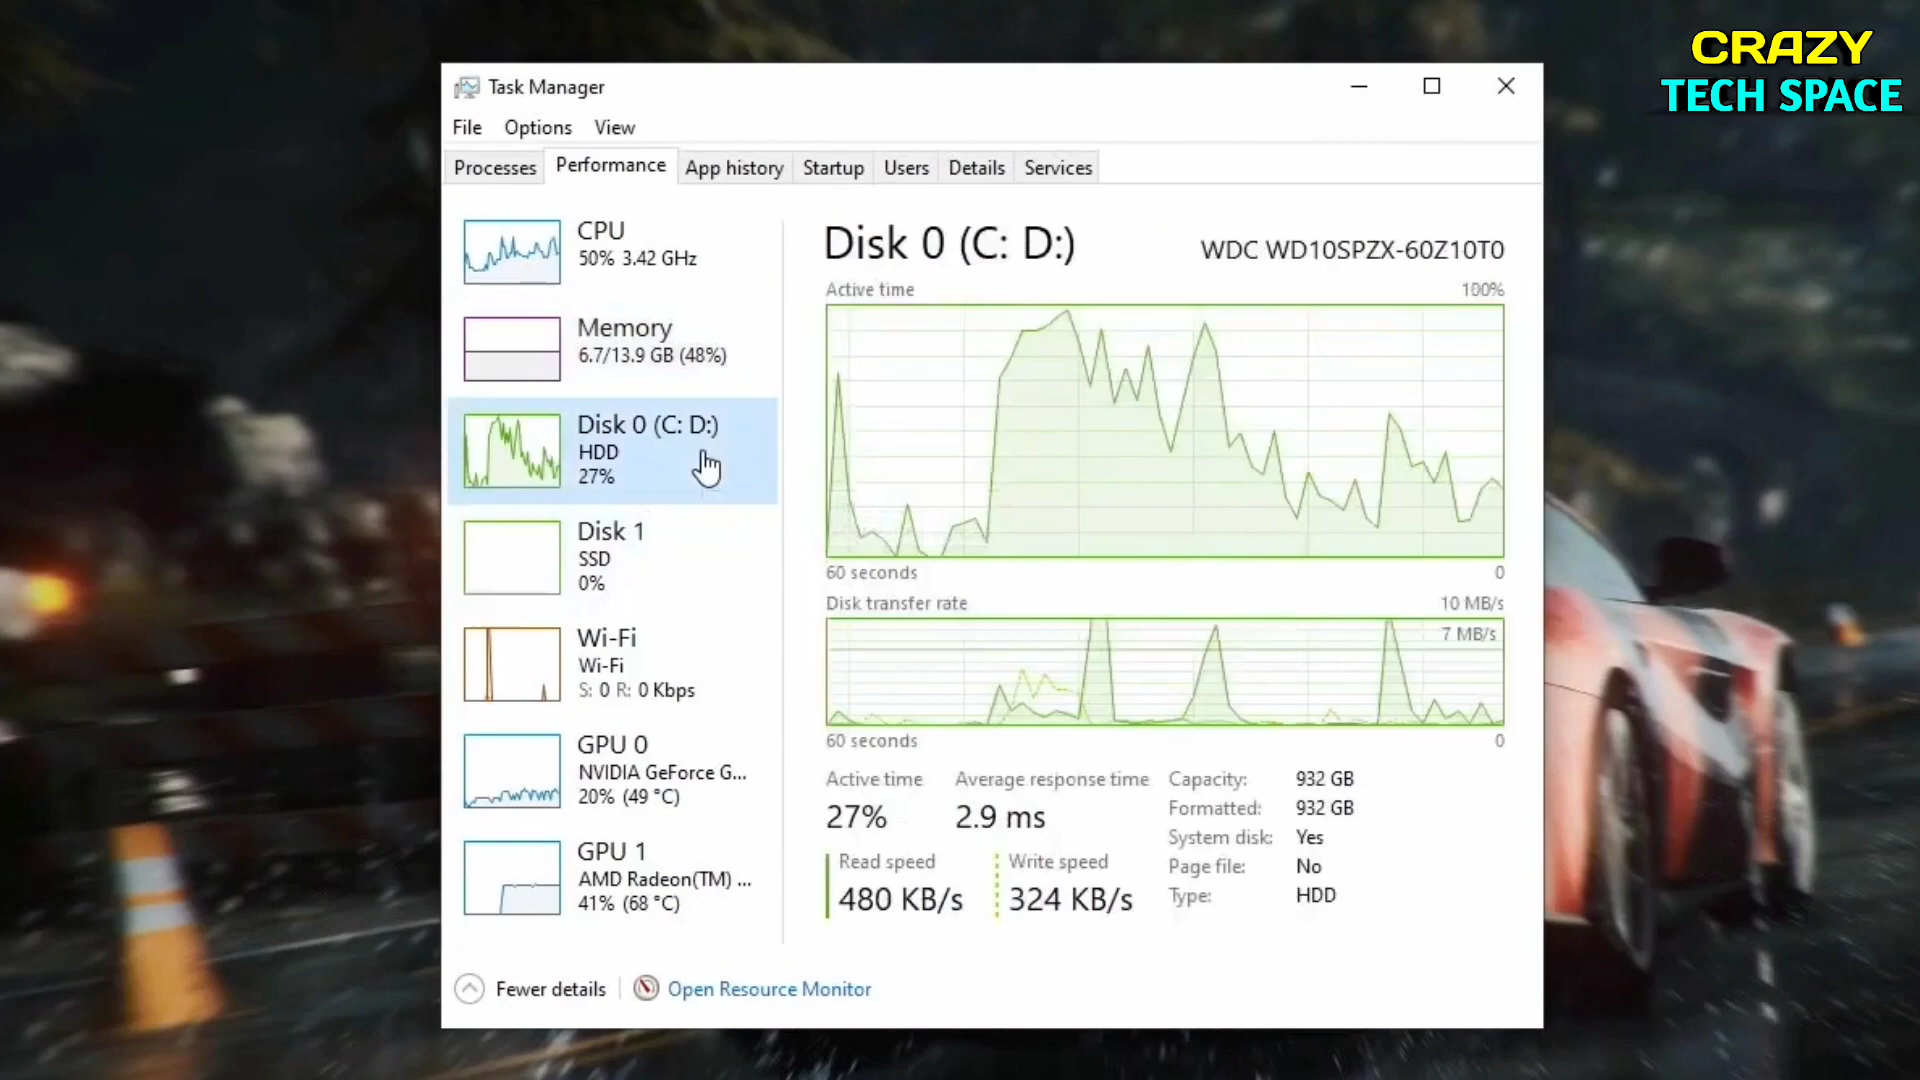 CRAZY
TECH SPACE
Task Manager
File Options View
Processes Performance App history Startup Users Details Services
CPU
50% 3.42 GHz
Memory
6.7/13.9 GB (48%)
Disk 0 (C: D:)
HDD
27%
Disk 1
SSD
0%
Wi-Fi
Wi-Fi
S: 0 R: 0 Kbps
GPU 0
NVIDIA GeForce G...
20% (49 °C)
GPU 1
AMD Radeon(TM) ...
41% (68 °C)
Disk 0 (C: D:) WDC WD10SPZX-60Z10T0
Active time 100%
60 seconds 0
Disk transfer rate 10 MB/s
7 MB/s
60 seconds 0
Active time Average response time
27% 2.9 ms
Read speed Write speed
480 KB/s 324 KB/s
Capacity: 932 GB
Formatted: 932 GB
System disk: Yes
Page file: No
Type: HDD
Fewer details Open Resource Monitor